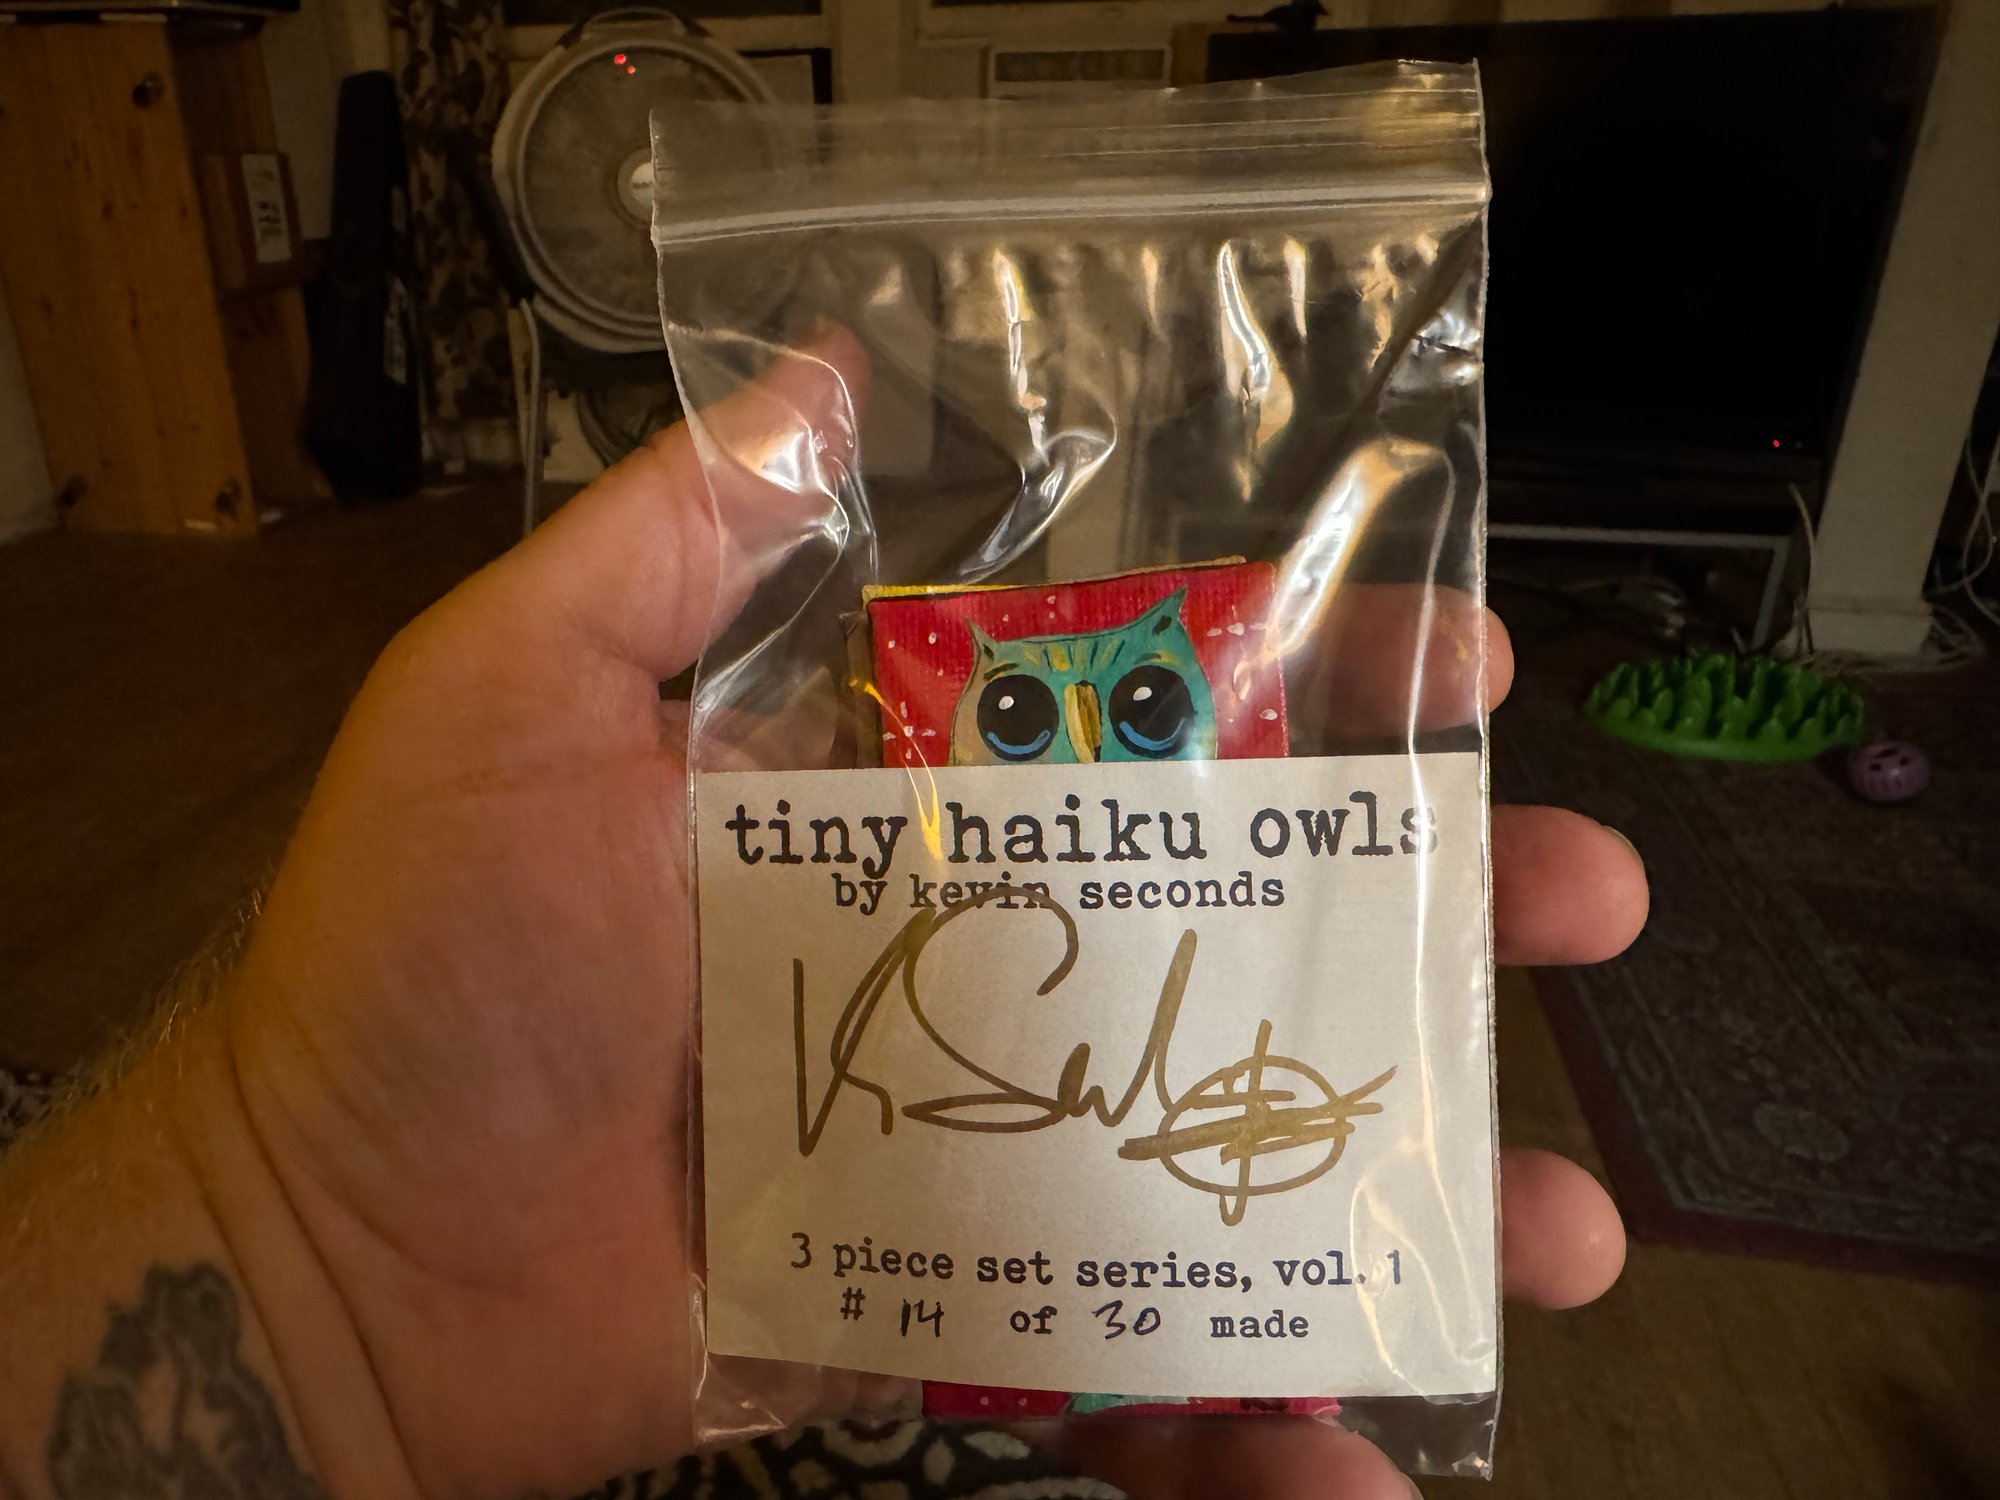 tiny haiku owls
by kevin seconds
3 piece set series, vol. 1
# 14 of 30 made